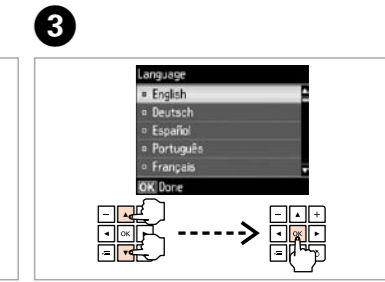 3
Language
English
Deutsch
Español
Português
Français
OK Done
OK
OK